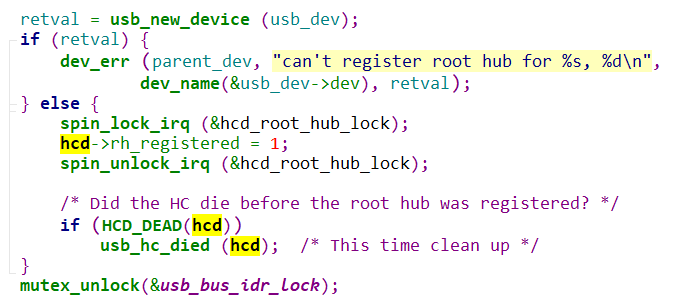 retval = usb_new_device (usb_dev);
if (retval) {
dev_err (parent_dev, "can't register root hub for %s, %d\n",
dev_name(&usb_dev->dev), retval);
} else {
spin_lock_irq (&hcd_root_hub_lock);
hcd->rh_registered = 1;
spin_unlock_irq (&hcd_root_hub_lock);
/* Did the HC die before the root hub was registered? */
if (HCD_DEAD(hcd))
usb_hc_died (hcd);  /* This time clean up */
}
mutex_unlock(&usb_bus_idr_lock);